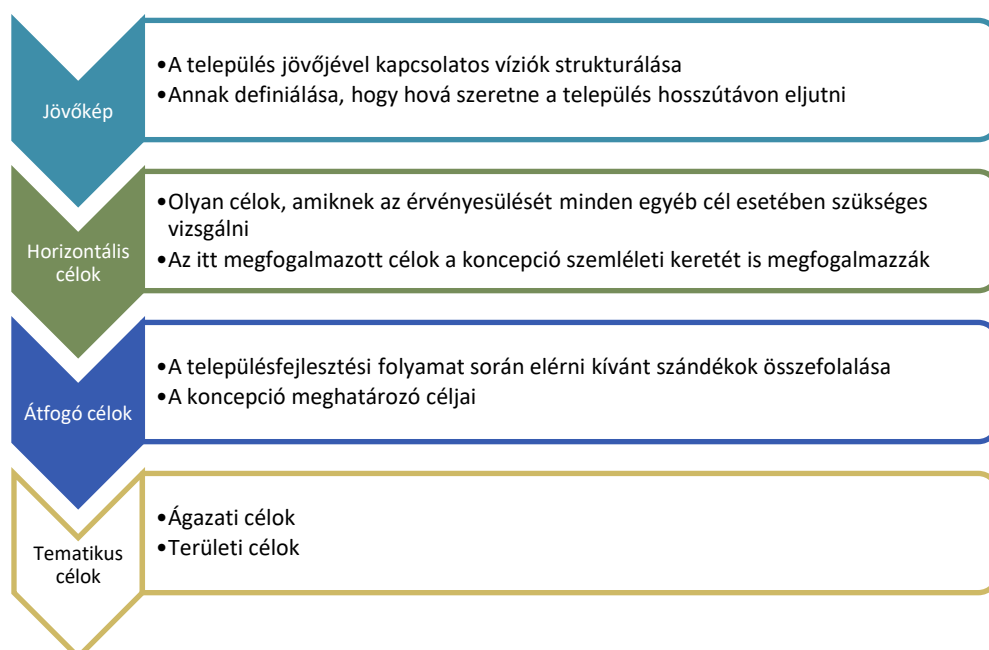 Jövőkép
•A település jövőjével kapcsolatos víziók strukturálása
•Annak definiálása, hogy hová szeretne a település hosszútávon eljutni
Horizontális
célok
•Olyan célok, amiknek az érvényesülését minden egyéb cél esetében szükséges
vizsgálni
•Az itt megfogalmazott célok a koncepció szemléleti keretét is megfogalmazzák
Átfogó célok
•A településfejlesztési folyamat során elérni kívánt szándékok összefolalása
•A koncepció meghatározó céljai
Tematikus
célok
•Ágazati célok
•Területi célok